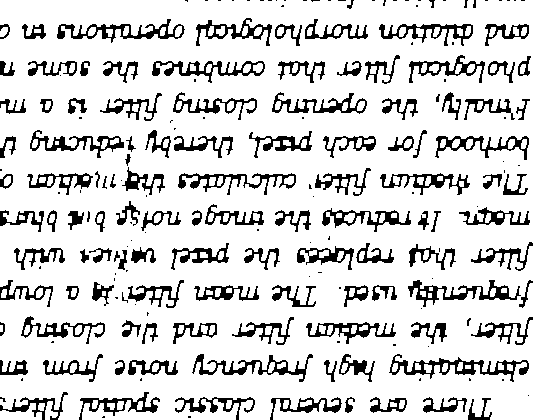 There are several classic spatial filters
eliminating high frequency noise from im
filter, the median filter and the closing o
frequently used. The mean filter is a lowp
filter that replaces the pixel values with
mean. It reduces the image noise but blurs
The median filter, calculates the median o
borhood for each pixel, thereby reducing th
Finally, the opening closing filter is a m
phological filter that combines the same n
and dilation morphological operations in o